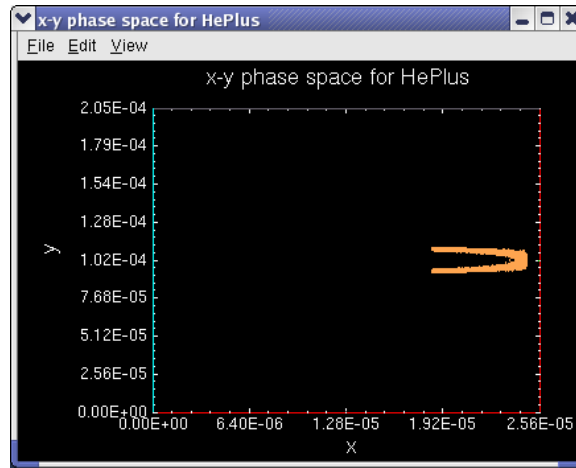 x-y phase space for HePlus
File Edit View
x-y phase space for HePlus
2.05E-04
1.79E-04
1.54E-04
1.28E-04
y
1.02E-04
7.68E-05
5.12E-05
2.56E-05
0.00E+00
0.00E+00 6.40E-06 1.28E-05 1.92E-05 2.56E-05
x